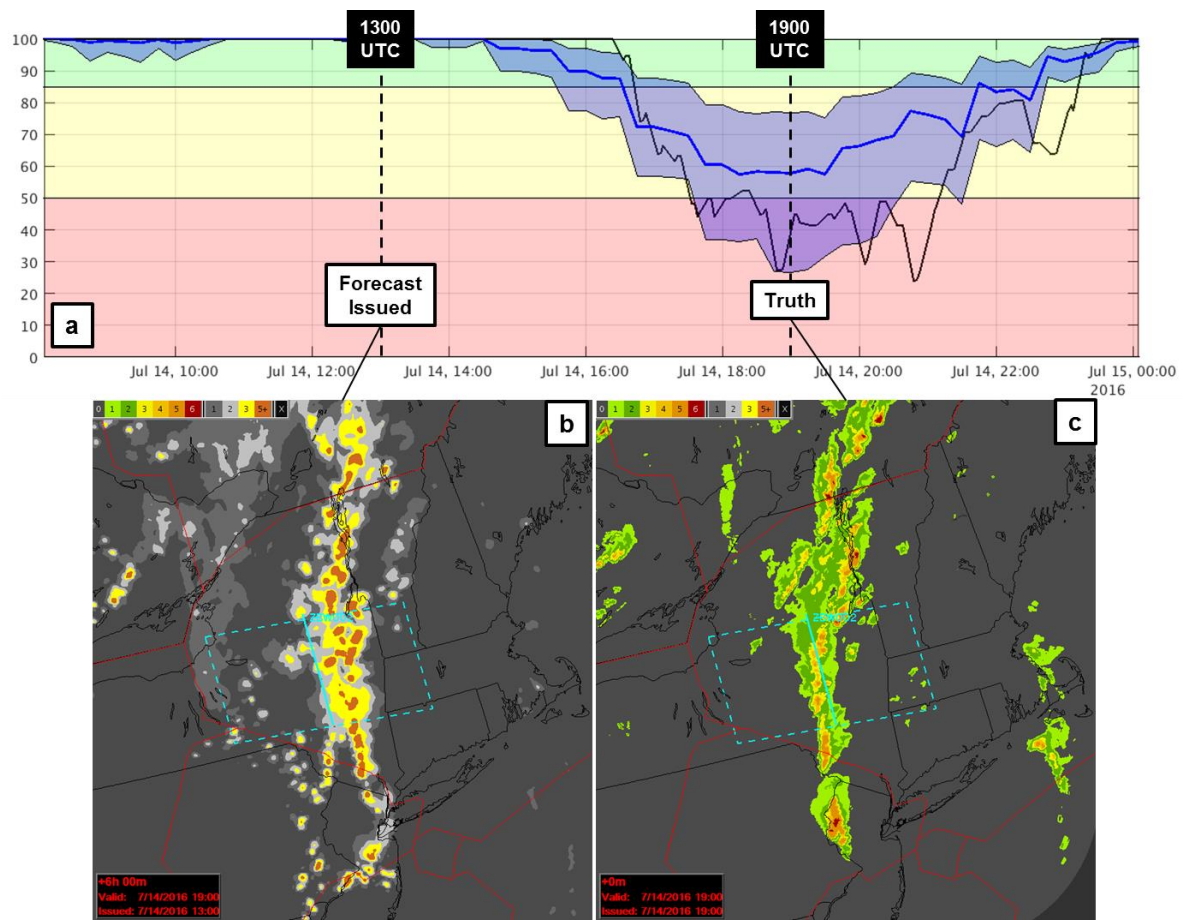 1300
UTC
1900
UTC
100
90
80
70
60
50
40
30
20
10
0
Forecast
Issued
Truth
a
Jul 14, 10:00
Jul 14, 12:00
Jul 14, 14:00
Jul 14, 16:00
Jul 14, 18:00
Jul 14, 20:00
Jul 14, 22:00
Jul 15, 00:00
2016
0 1 2 3 4 5 6 1 2 3 5+ X
b
+6h 00m
Valid: 7/14/2016 19:00
Issued: 7/14/2016 13:00
0 1 2 3 4 5 6 1 2 3 5+ X
c
+0m
Valid: 7/14/2016 19:00
Issued: 7/14/2016 19:00